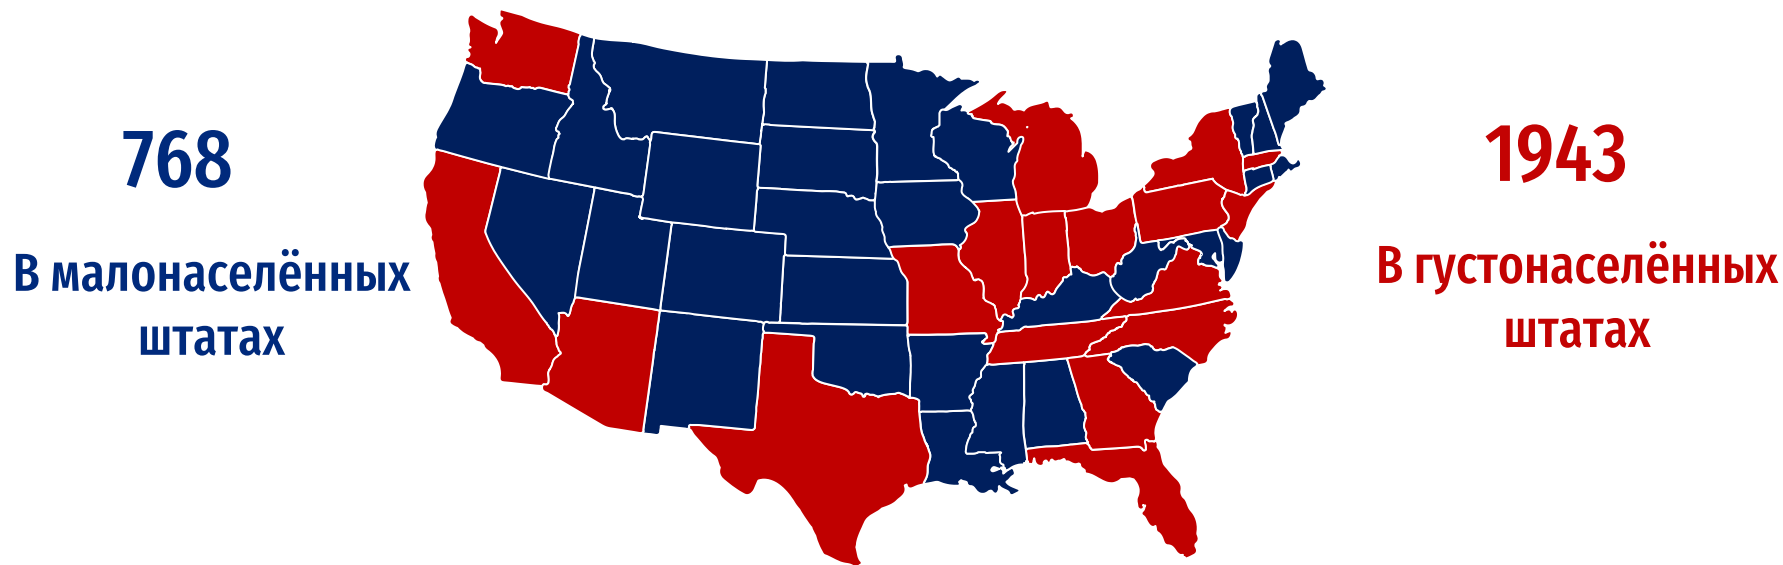 768
В малонаселённых
штатах
1943
В густонаселённых
штатах